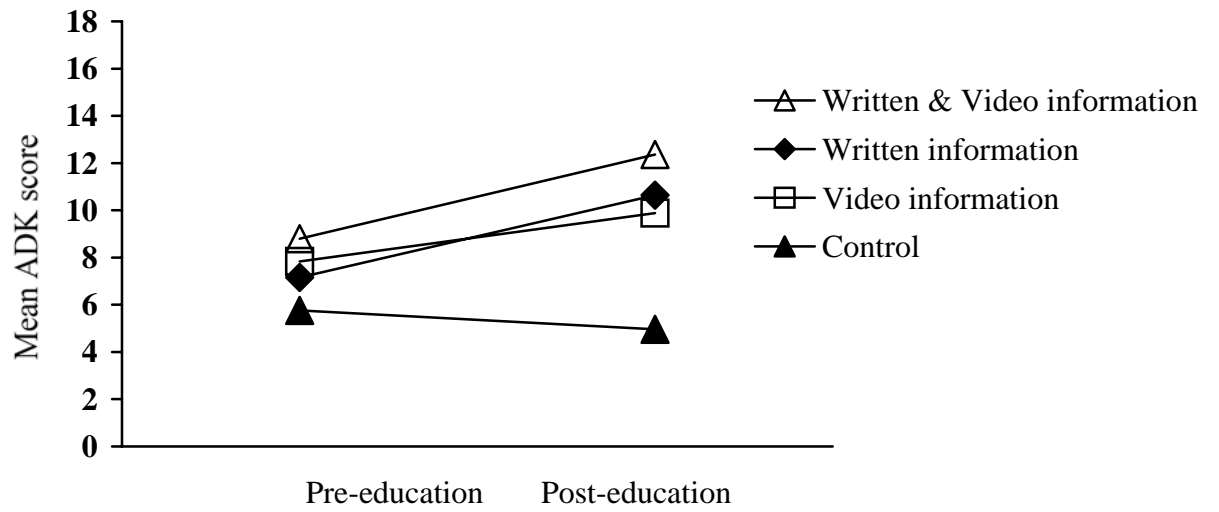 18
16
14
12
10
8
6
4
2
0
Mean ADK score
Pre-education
Post-education
Written & Video information
Written information
Video information
Control